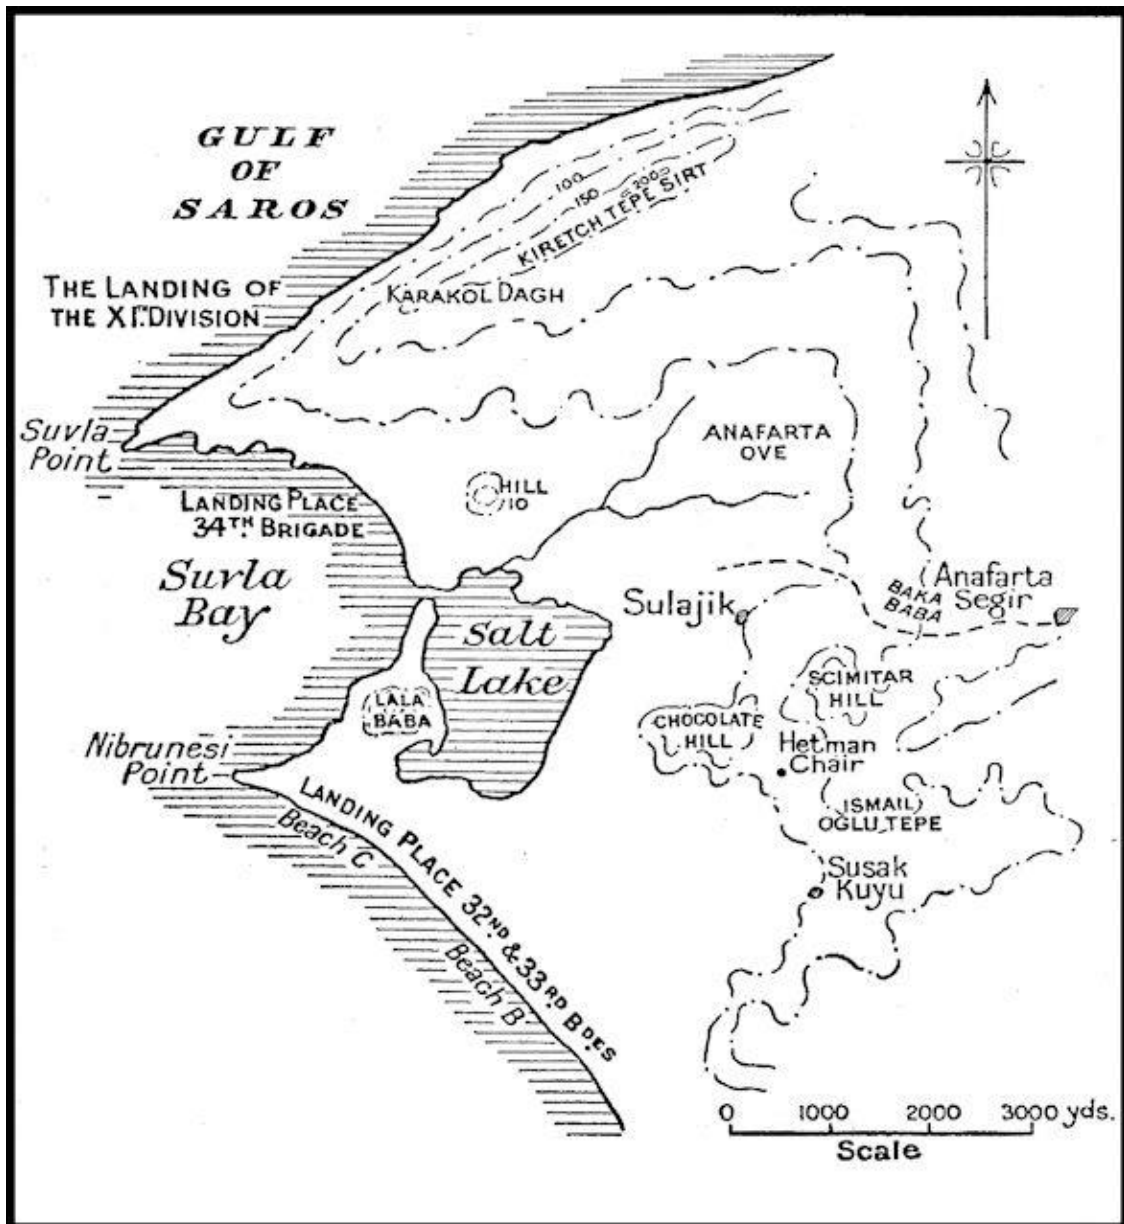 GULF
OF
SAROS
THE LANDING OF
THE XITH. DIVISION
100
150
200
KIRETCH TEPE SIRT
KARAKOL DAGH
Suvla
Point
ANAFARTA
OVE
HILL
10
LANDING PLACE
34TH. BRIGADE
Suvla
Bay
Anafarta
Segir
BAKA
BABA
Sulajik
Salt
Lake
SCIMITAR
HILL
LALA
BABA
CHOCOLATE
HILL
Nibrunesi
Point
Hetman
Chair
LANDING PLACE 32ND. & 33RD. BDES
Beach C
ISMAIL
OGLU TEPE
Susak
Kuyu
Beach B
0 1000 2000 3000 yds.
Scale